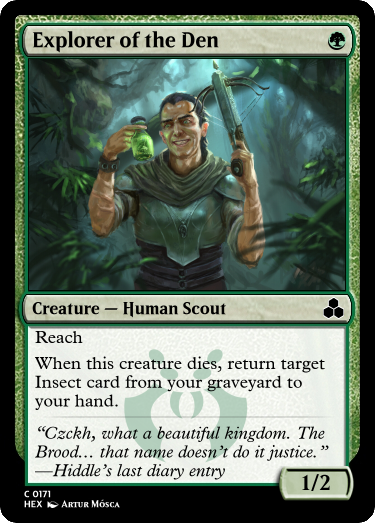 Explorer of the Den
Creature — Human Scout
Reach
When this creature dies, return target
Insect card from your graveyard to
your hand.
“Czckh, what a beautiful kingdom. The
Brood… that name doesn’t do it justice.”
—Hiddle’s last diary entry
1/2
C 0171
HEX Artur Mósca